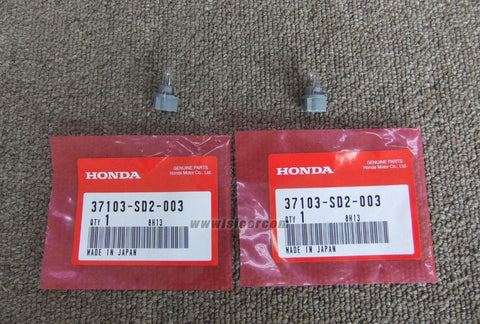 HONDA
GENUINE PARTS
Honda Motor Co., Ltd.
37103-SD2-003
QTY 1 8H13
MADE IN JAPAN
HONDA
GENUINE PARTS
Honda Motor Co., Ltd.
37103-SD2-003
QTY 1 8H13
MADE IN JAPAN